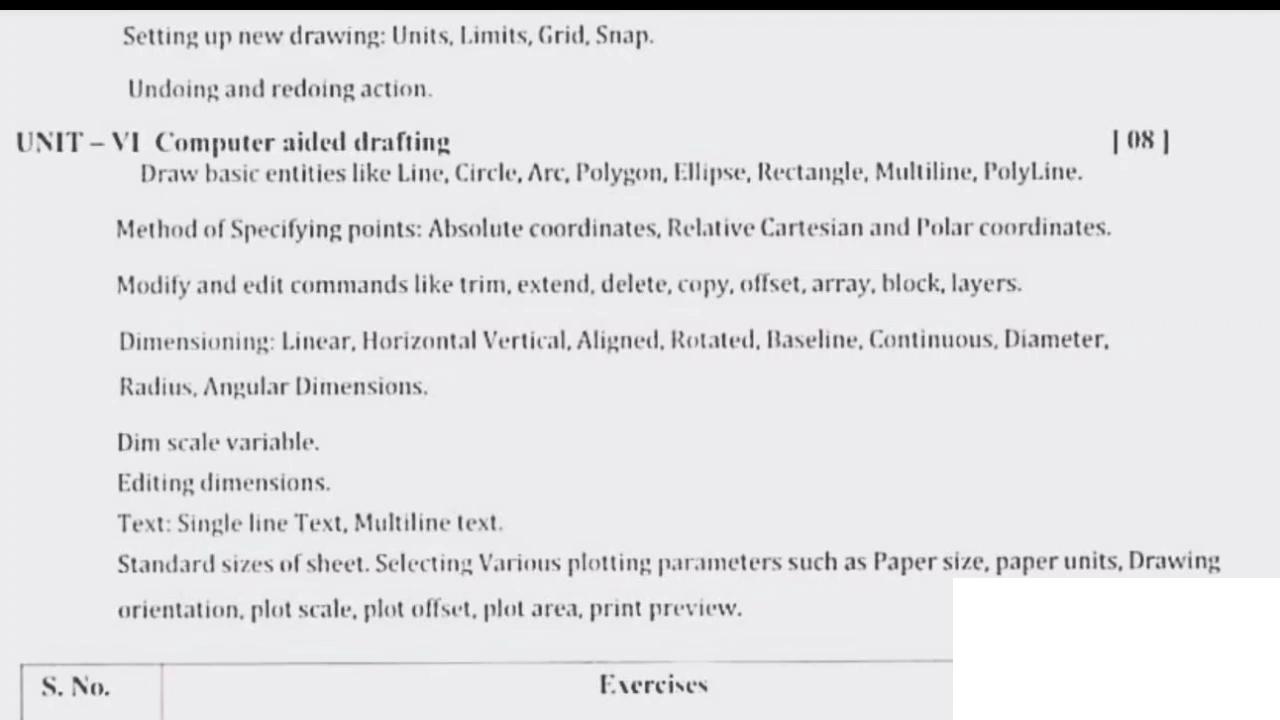 Setting up new drawing: Units, Limits, Grid, Snap.
Undoing and redoing action.
UNIT – VI Computer aided drafting [ 08 ]
Draw basic entities like Line, Circle, Arc, Polygon, Ellipse, Rectangle, Multiline, PolyLine.
Method of Specifying points: Absolute coordinates, Relative Cartesian and Polar coordinates.
Modify and edit commands like trim, extend, delete, copy, offset, array, block, layers.
Dimensioning: Linear, Horizontal Vertical, Aligned, Rotated, Baseline, Continuous, Diameter,
Radius, Angular Dimensions.
Dim scale variable.
Editing dimensions.
Text: Single line Text, Multiline text.
Standard sizes of sheet. Selecting Various plotting parameters such as Paper size, paper units, Drawing
orientation, plot scale, plot offset, plot area, print preview.
S. No. Exercises